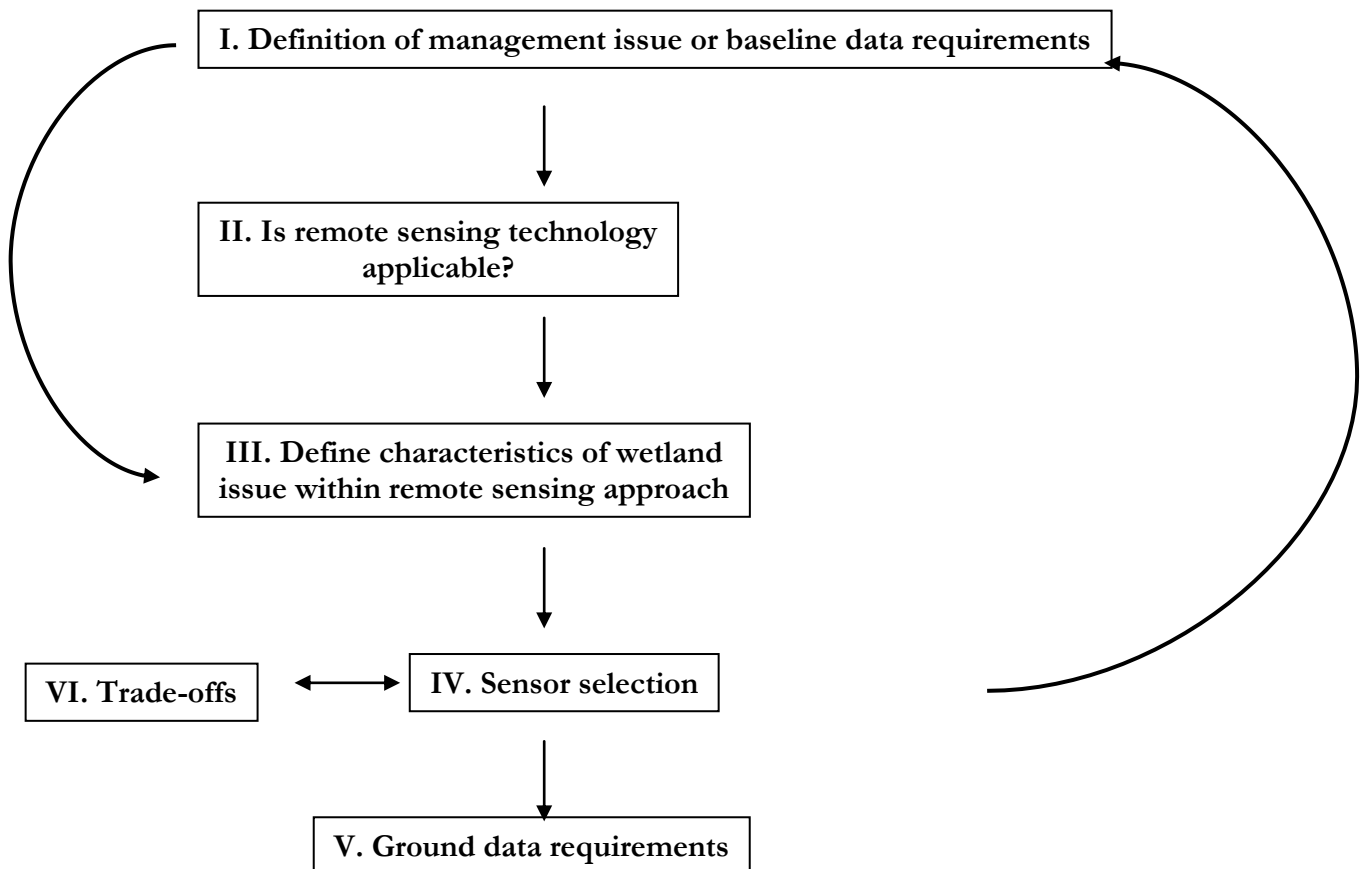 I. Definition of management issue or baseline data requirements
II. Is remote sensing technology
applicable?
III. Define characteristics of wetland
issue within remote sensing approach
VI. Trade-offs
IV. Sensor selection
V. Ground data requirements